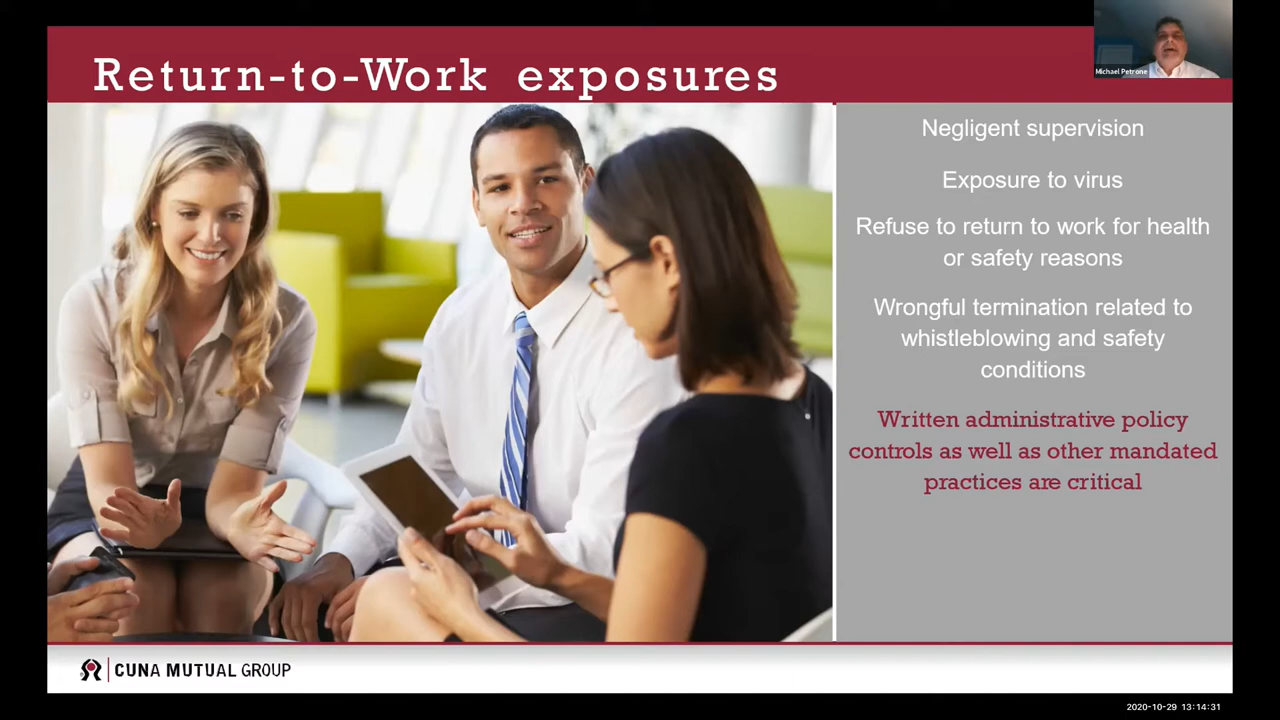 Return-to-Work exposures
Michael Petrone
Negligent supervision
Exposure to virus
Refuse to return to work for health
or safety reasons
Wrongful termination related to
whistleblowing and safety
conditions
Written administrative policy
controls as well as other mandated
practices are critical
CUNA MUTUAL GROUP
2020-10-29 13:14:31